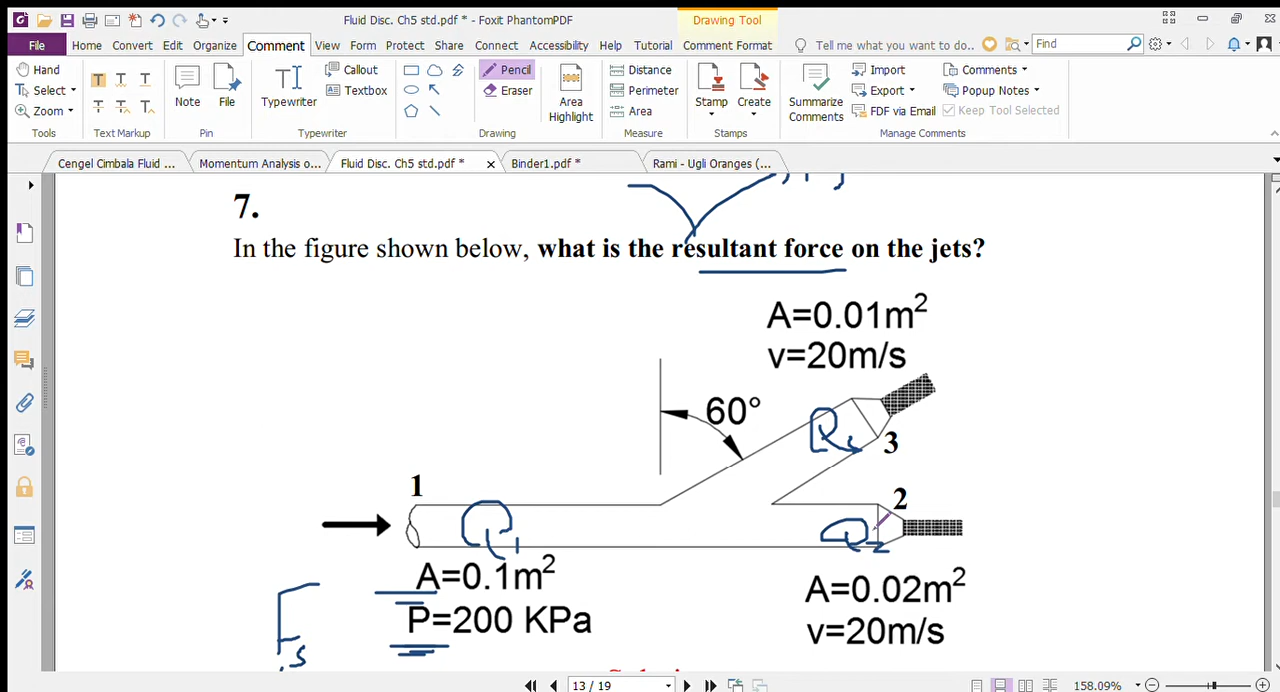 Fluid Disc. Ch5 std.pdf * - Foxit PhantomPDF
Drawing Tool
File Home Convert Edit Organize Comment View Form Protect Share Connect Accessibility Help Tutorial Comment Format Tell me what you want to do.. Find
Hand
Select
Zoom
Tools
Text Markup
Note
File
Pin
Typewriter
Callout
Textbox
Typewriter
Pencil
Eraser
Drawing
Area Highlight
Distance
Perimeter
Area
Measure
Stamp
Create
Stamps
Summarize Comments
Import
Export
FDF via Email
Comments
Popup Notes
Keep Tool Selected
Manage Comments
Cengel Cimbala Fluid ... Momentum Analysis o... Fluid Disc. Ch5 std.pdf * Binder1.pdf * Rami - Ugli Oranges (...
7.
In the figure shown below, what is the resultant force on the jets?
A=0.01m²
v=20m/s
60°
3
1
2
A=0.1m²
P=200 KPa
A=0.02m²
v=20m/s
13 / 19
158.09%